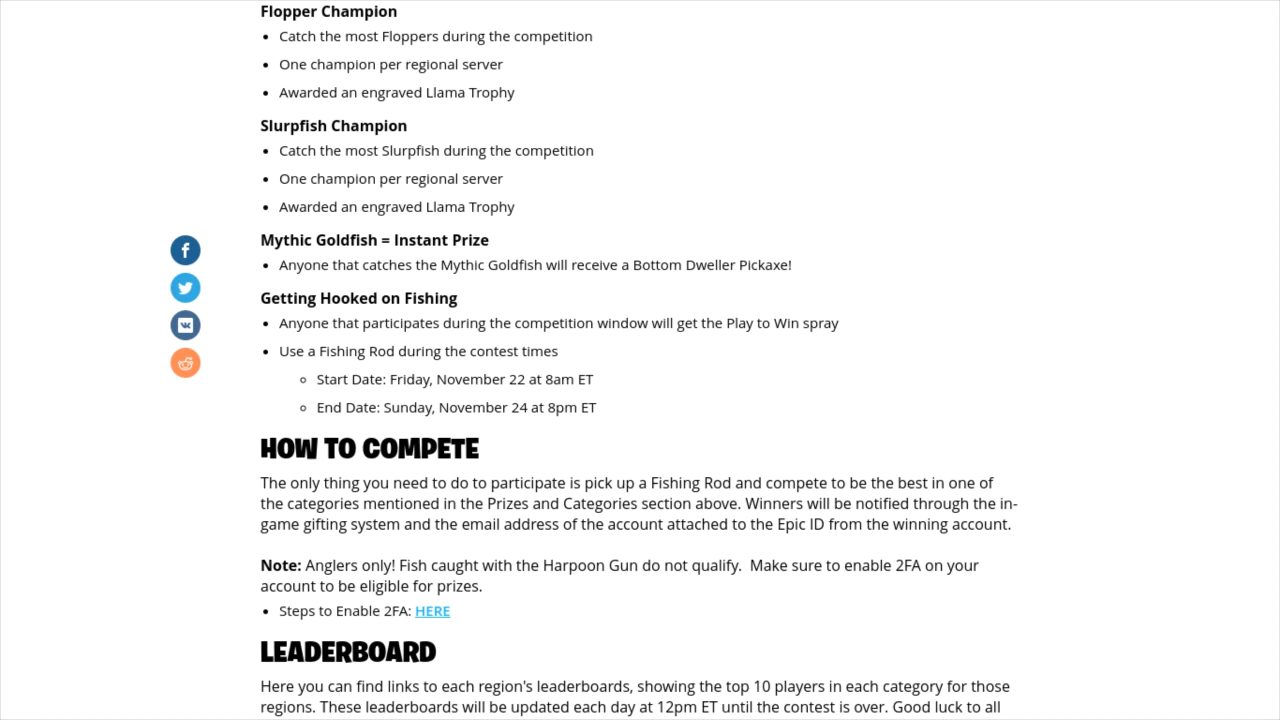 Flopper Champion
Catch the most Floppers during the competition
One champion per regional server
Awarded an engraved Llama Trophy
Slurpfish Champion
Catch the most Slurpfish during the competition
One champion per regional server
Awarded an engraved Llama Trophy
Mythic Goldfish = Instant Prize
Anyone that catches the Mythic Goldfish will receive a Bottom Dweller Pickaxe!
Getting Hooked on Fishing
Anyone that participates during the competition window will get the Play to Win spray
Use a Fishing Rod during the contest times
Start Date: Friday, November 22 at 8am ET
End Date: Sunday, November 24 at 8pm ET
HOW TO COMPETE
The only thing you need to do to participate is pick up a Fishing Rod and compete to be the best in one of
the categories mentioned in the Prizes and Categories section above. Winners will be notified through the in-
game gifting system and the email address of the account attached to the Epic ID from the winning account.
Note: Anglers only! Fish caught with the Harpoon Gun do not qualify.  Make sure to enable 2FA on your
account to be eligible for prizes.
Steps to Enable 2FA: HERE
LEADERBOARD
Here you can find links to each region's leaderboards, showing the top 10 players in each category for those
regions. These leaderboards will be updated each day at 12pm ET until the contest is over. Good luck to all